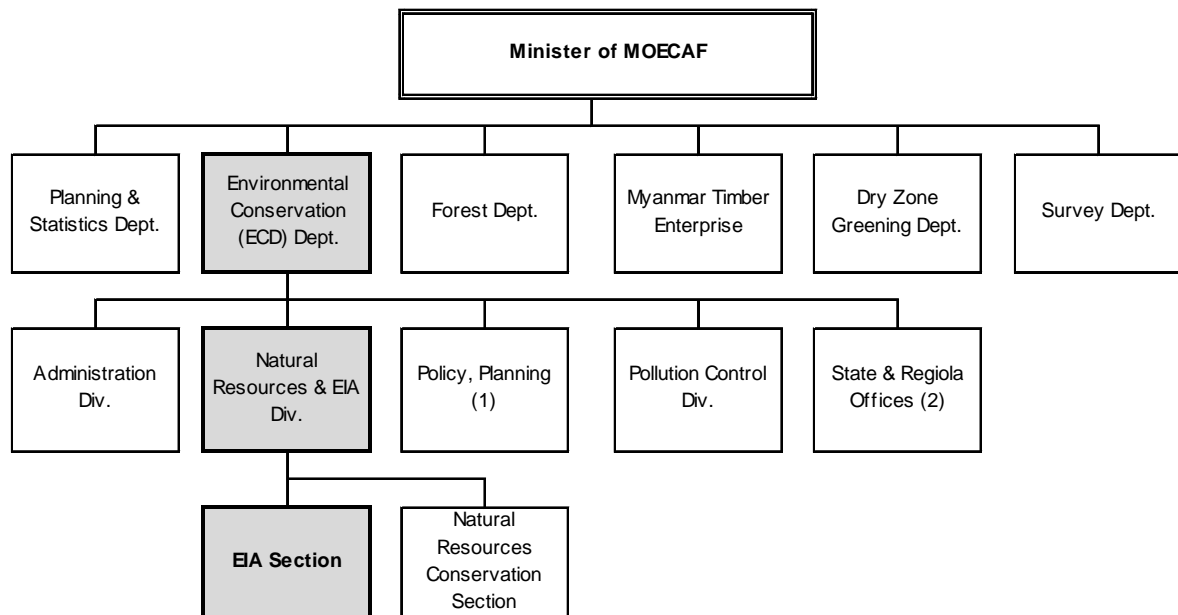 Minister of MOECAF
Planning &
Statistics Dept.
Environmental
Conservation
(ECD) Dept.
Forest Dept.
Myanmar Timber
Enterprise
Dry Zone
Greening Dept.
Survey Dept.
Administration
Div.
Natural
Resources & EIA
Div.
Policy, Planning
(1)
Pollution Control
Div.
State & Regiola
Offices (2)
EIA Section
Natural
Resources
Conservation
Section